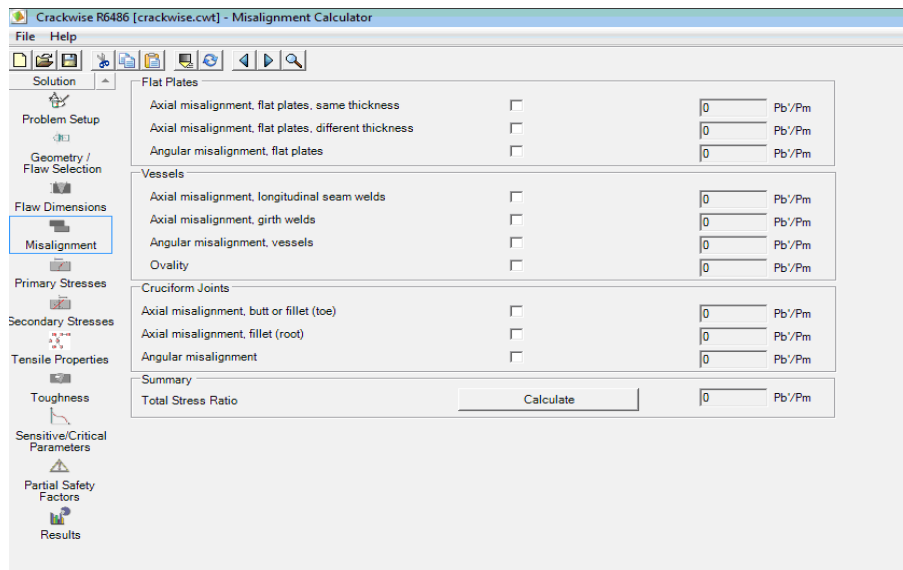 Crackwise R6486 [crackwise.cwt] - Misalignment Calculator
File Help
Solution
Problem Setup
Geometry /
Flaw Selection
Flaw Dimensions
Misalignment
Primary Stresses
Secondary Stresses
Tensile Properties
Toughness
Sensitive/Critical
Parameters
Partial Safety
Factors
Results
Flat Plates
Axial misalignment, flat plates, same thickness 0 Pb'/Pm
Axial misalignment, flat plates, different thickness 0 Pb'/Pm
Angular misalignment, flat plates 0 Pb'/Pm
Vessels
Axial misalignment, longitudinal seam welds 0 Pb'/Pm
Axial misalignment, girth welds 0 Pb'/Pm
Angular misalignment, vessels 0 Pb'/Pm
Ovality 0 Pb'/Pm
Cruciform Joints
Axial misalignment, butt or fillet (toe) 0 Pb'/Pm
Axial misalignment, fillet (root) 0 Pb'/Pm
Angular misalignment 0 Pb'/Pm
Summary
Total Stress Ratio Calculate 0 Pb'/Pm